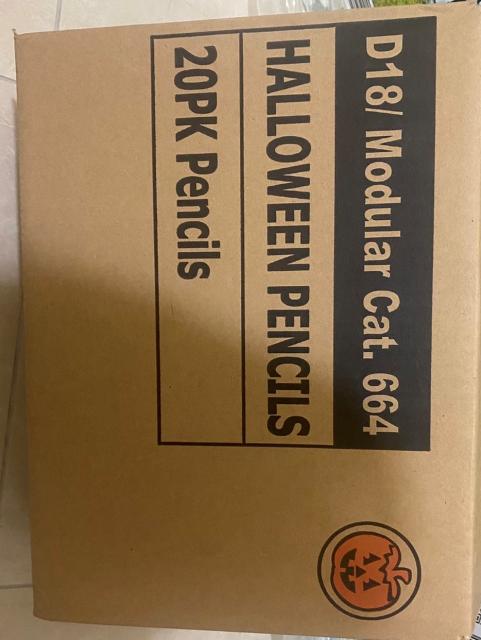 D18/ Modular Cat. 664
HALLOWEEN PENCILS
20PK Pencils